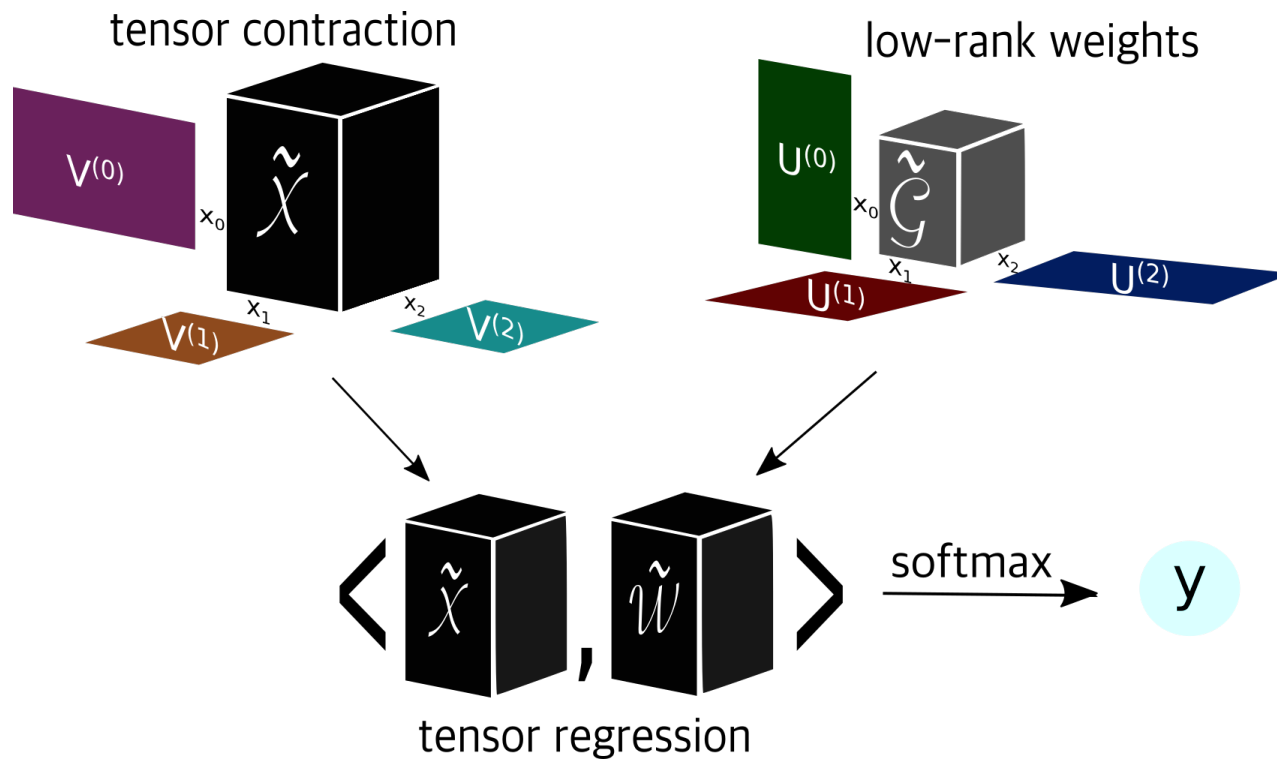 tensor contraction
low-rank weights
V(0)
X̃
x₀
x₁
x₂
V(1)
V(2)
U(0)
G̃
x₀
x₁
x₂
U(1)
U(2)
< X̃ , W̃ >
softmax
y
tensor regression